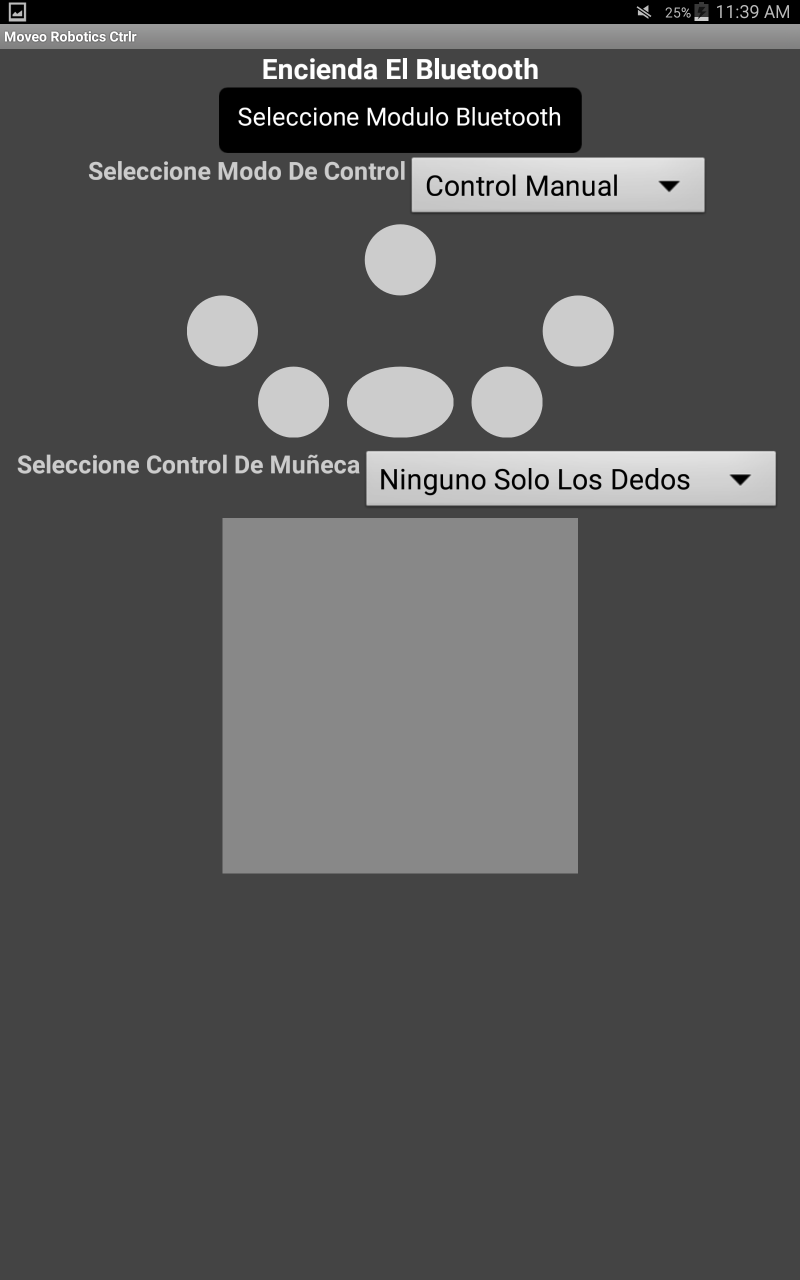 25% 11:39 AM
Moveo Robotics Ctrlr
Encienda El Bluetooth
Seleccione Modulo Bluetooth
Seleccione Modo De Control Control Manual
Seleccione Control De Muñeca Ninguno Solo Los Dedos